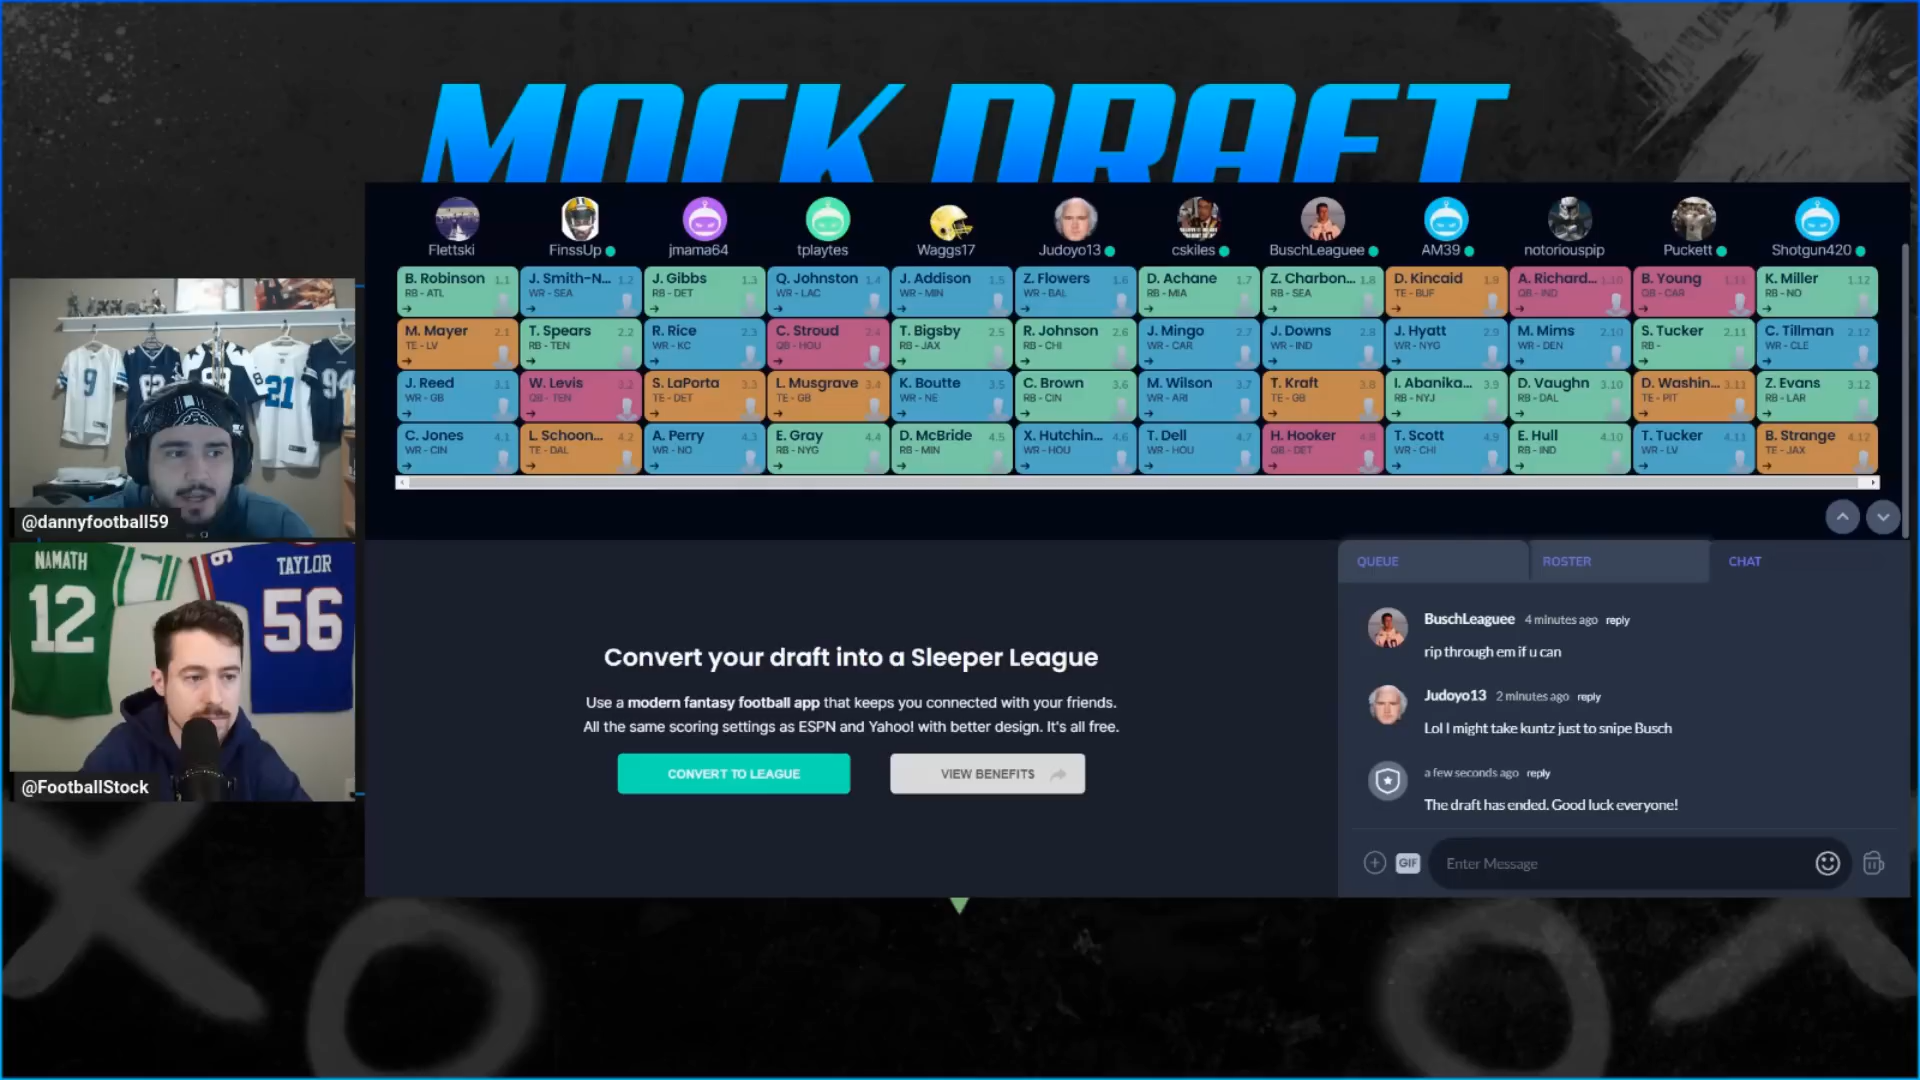 MOCK DRAFT
Flettski
FinssUp
jmama64
tplaytes
Waggs17
Judoyo13
cskiles
BuschLeaguee
AM39
notoriouspip
Puckett
Shotgun420
B. Robinson 1.1
RB - ATL
J. Smith-N... 1.2
WR - SEA
J. Gibbs 1.3
RB - DET
Q. Johnston 1.4
WR - LAC
J. Addison 1.5
WR - MIN
Z. Flowers 1.6
WR - BAL
D. Achane 1.7
RB - MIA
Z. Charbon... 1.8
RB - SEA
D. Kincaid 1.9
TE - BUF
A. Richard... 1.10
QB - IND
B. Young 1.11
QB - CAR
K. Miller 1.12
RB - NO
M. Mayer 2.1
TE - LV
T. Spears 2.2
RB - TEN
R. Rice 2.3
WR - KC
C. Stroud 2.4
QB - HOU
T. Bigsby 2.5
RB - JAX
R. Johnson 2.6
RB - CHI
J. Mingo 2.7
WR - CAR
J. Downs 2.8
WR - IND
J. Hyatt 2.9
WR - NYG
M. Mims 2.10
WR - DEN
S. Tucker 2.11
RB -
C. Tillman 2.12
WR - CLE
J. Reed 3.1
WR - GB
W. Levis 3.2
QB - TEN
S. LaPorta 3.3
TE - DET
L. Musgrave 3.4
TE - GB
K. Boutte 3.5
WR - NE
C. Brown 3.6
RB - CIN
M. Wilson 3.7
WR - ARI
T. Kraft 3.8
TE - GB
I. Abanika... 3.9
RB - NYJ
D. Vaughn 3.10
RB - DAL
D. Washin... 3.11
TE - PIT
Z. Evans 3.12
RB - LAR
C. Jones 4.1
WR - CIN
L. Schoon... 4.2
TE - DAL
A. Perry 4.3
WR - NO
E. Gray 4.4
RB - NYG
D. McBride 4.5
RB - MIN
X. Hutchin... 4.6
WR - HOU
T. Dell 4.7
WR - HOU
H. Hooker 4.8
QB - DET
T. Scott 4.9
WR - CHI
E. Hull 4.10
RB - IND
T. Tucker 4.11
WR - LV
B. Strange 4.12
TE - JAX
9
21
94
@dannyfootball59
NAMATH
12
TAYLOR
56
@FootballStock
Convert your draft into a Sleeper League
Use a modern fantasy football app that keeps you connected with your friends.
All the same scoring settings as ESPN and Yahoo! with better design. It's all free.
CONVERT TO LEAGUE
VIEW BENEFITS
QUEUE
ROSTER
CHAT
BuschLeaguee 4 minutes ago reply
rip through em if u can
Judoyo13 2 minutes ago reply
Lol I might take kuntz just to snipe Busch
a few seconds ago reply
The draft has ended. Good luck everyone!
GIF
Enter Message